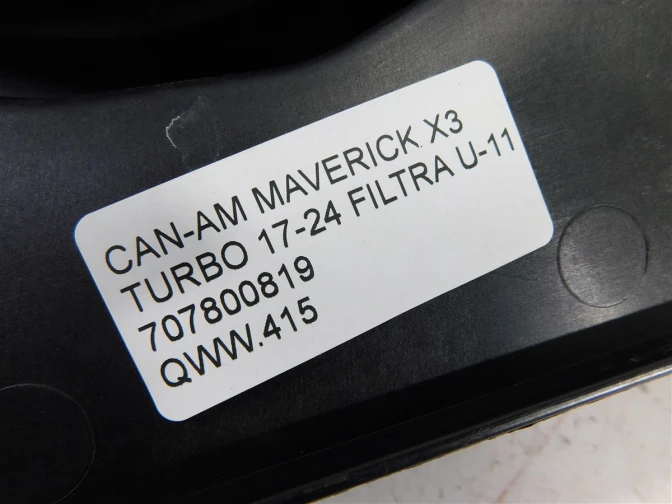 CAN-AM MAVERICK X3
TURBO 17-24 FILTRA U-11
707800819
QWW.415